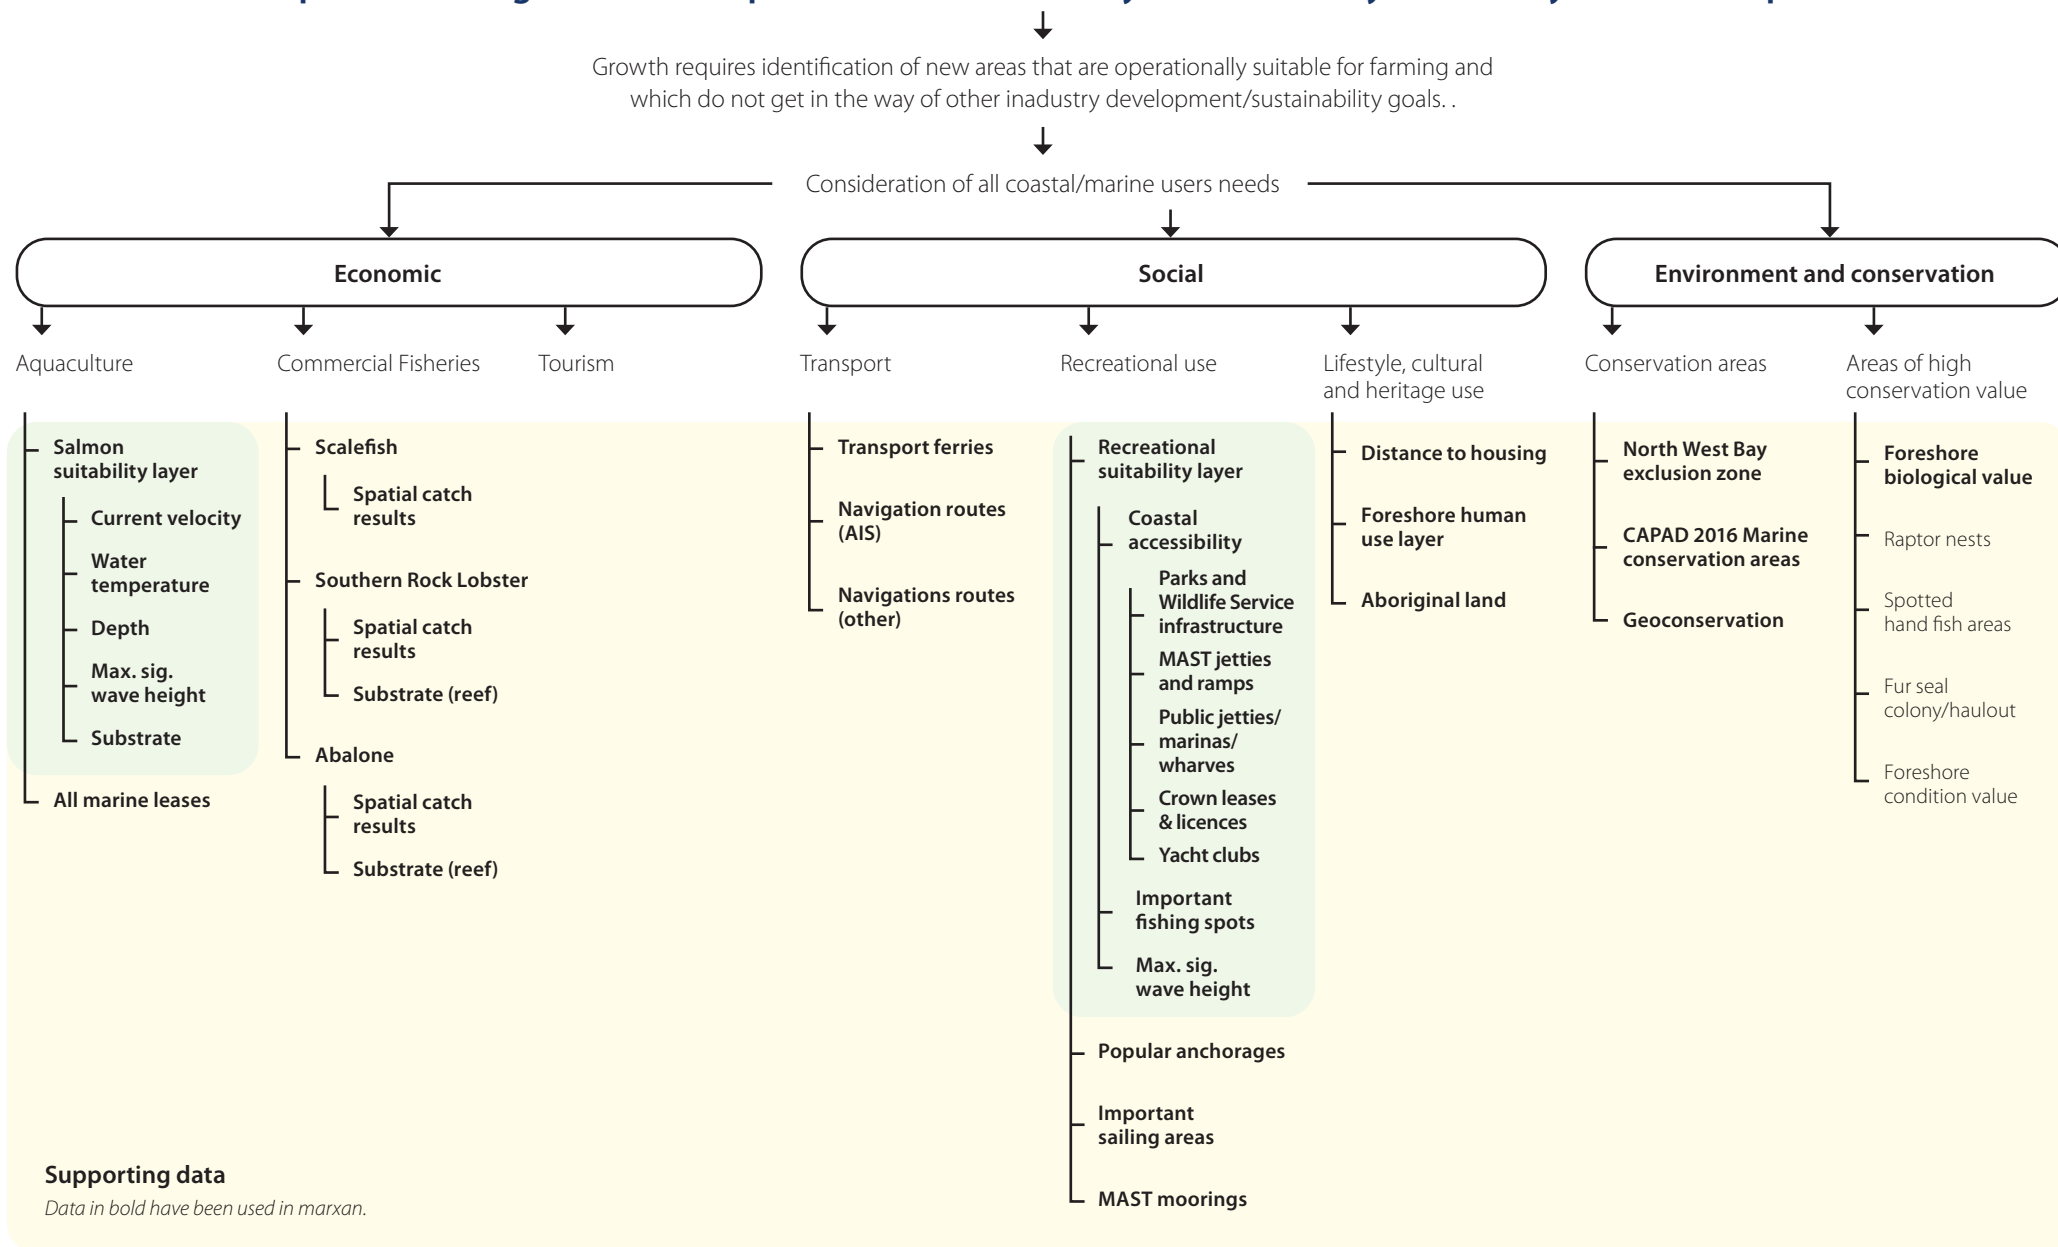 Growth requires identification of new areas that are operationally suitable for farming and
which do not get in the way of other inadustry development/sustainability goals. .
Consideration of all coastal/marine users needs
Economic
Social
Environment and conservation
Aquaculture
Commercial Fisheries
Tourism
Transport
Recreational use
Lifestyle, cultural
and heritage use
Conservation areas
Areas of high
conservation value
Salmon
suitability layer
Current velocity
Water
temperature
Depth
Max. sig.
wave height
Substrate
All marine leases
Scalefish
Spatial catch
results
Southern Rock Lobster
Spatial catch
results
Substrate (reef)
Abalone
Spatial catch
results
Substrate (reef)
Transport ferries
Navigation routes
(AIS)
Navigations routes
(other)
Recreational
suitability layer
Coastal
accessibility
Parks and
Wildlife Service
infrastructure
MAST jetties
and ramps
Public jetties/
marinas/
wharves
Crown leases
& licences
Yacht clubs
Important
fishing spots
Max. sig.
wave height
Popular anchorages
Important
sailing areas
MAST moorings
Distance to housing
Foreshore human
use layer
Aboriginal land
North West Bay
exclusion zone
CAPAD 2016 Marine
conservation areas
Geoconservation
Foreshore
biological value
Raptor nests
Spotted
hand fish areas
Fur seal
colony/haulout
Foreshore
condition value
Supporting data
Data in bold have been used in marxan.